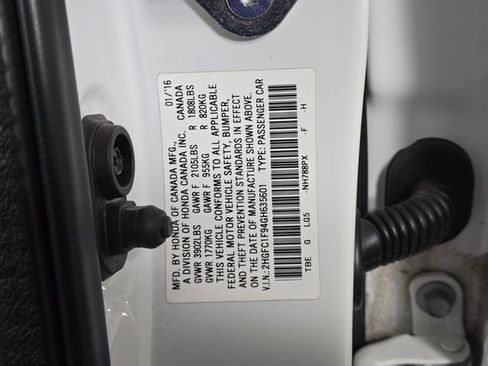 MFD. BY HONDA OF CANADA MFG., 01/16
A DIVISION OF HONDA CANADA INC. CANADA
GVWR 3902LBS GAWR F 2105LBS R 1808LBS
GVWR 1770KG GAWR F 955KG R 820KG
THIS VEHICLE CONFORMS TO ALL APPLICABLE
FEDERAL MOTOR VEHICLE SAFETY, BUMPER,
AND THEFT PREVENTION STANDARDS IN EFFECT
ON THE DATE OF MANUFACTURE SHOWN ABOVE.
V.I.N.:2HGFC1F94GH635601 TYPE: PASSENGER CAR
TBE G LG5 -NH788PX -F -H